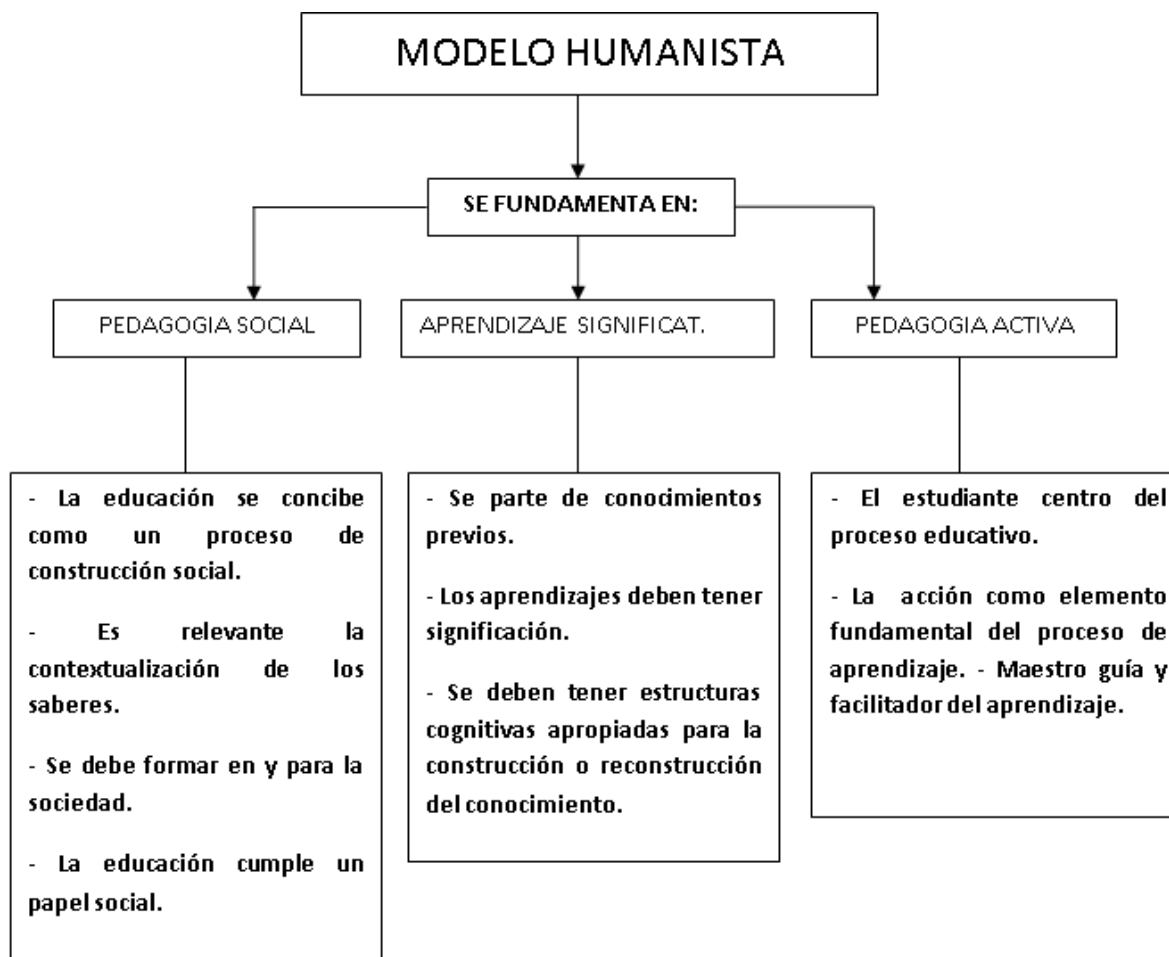 MODELO HUMANISTA
SE FUNDAMENTA EN:
PEDAGOGIA SOCIAL
APRENDIZAJE SIGNIFICAT.
PEDAGOGIA ACTIVA
- La educación se concibe
como un proceso de
construcción social.
- Es relevante la
contextualización de los
saberes.
- Se debe formar en y para la
sociedad.
- La educación cumple un
papel social.
- Se parte de conocimientos
previos.
- Los aprendizajes deben tener
significación.
- Se deben tener estructuras
cognitivas apropiadas para la
construcción o reconstrucción
del conocimiento.
- El estudiante centro del
proceso educativo.
- La acción como elemento
fundamental del proceso de
aprendizaje. - Maestro guía y
facilitador del aprendizaje.